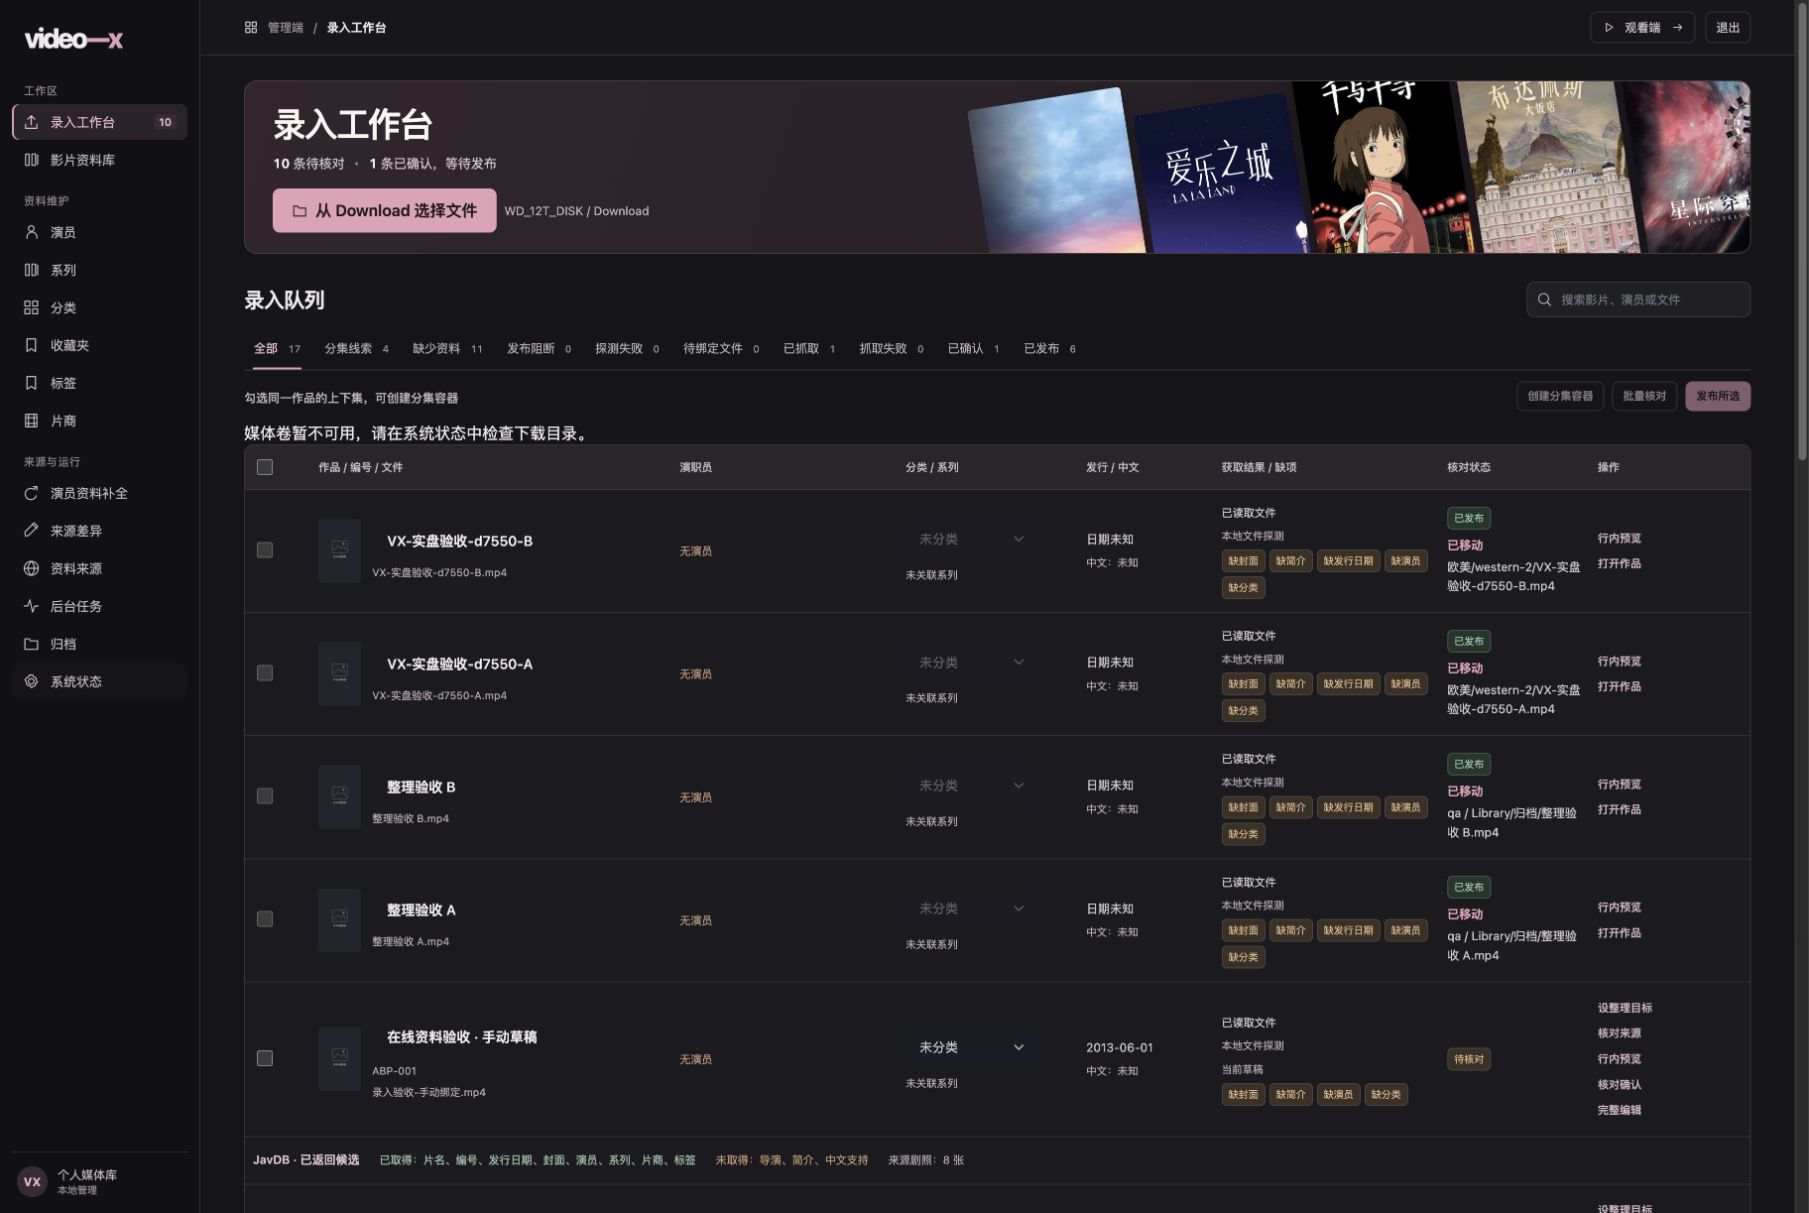 video—x
管理端 / 录入工作台
观看端 →
退出
工作区
录入工作台 10
影片资料库
资料维护
演员
系列
分类
收藏夹
标签
片商
来源与运行
演员资料补全
来源差异
资料来源
后台任务
归档
系统状态
VX
个人媒体库
本地管理
录入工作台
10 条待核对 · 1 条已确认，等待发布
从 Download 选择文件
WD_12T_DISK / Download
爱乐之城
LA LA LAND
千与千寻
布达佩斯
大饭店
星际穿越
INTERSTELLAR
录入队列
搜索影片、演员或文件
全部 17 分集线索 4 缺少资料 11 发布阻断 0 探测失败 0 待绑定文件 0 已抓取 1 抓取失败 0 已确认 1 已发布 6
勾选同一作品的上下集，可创建分集容器
创建分集容器
批量核对
发布所选
媒体卷暂不可用，请在系统状态中检查下载目录。
作品 / 编号 / 文件 演职员 分类 / 系列 发行 / 中文 获取结果 / 缺项 核对状态 操作
VX-实盘验收-d7550-B
VX-实盘验收-d7550-B.mp4
无演员
未分类
未关联系列
日期未知
中文：未知
已读取文件
本地文件探测
缺封面 缺简介 缺发行日期 缺演员
缺分类
已发布
已移动
欧美/western-2/VX-实盘
验收-d7550-B.mp4
行内预览
打开作品
VX-实盘验收-d7550-A
VX-实盘验收-d7550-A.mp4
无演员
未分类
未关联系列
日期未知
中文：未知
已读取文件
本地文件探测
缺封面 缺简介 缺发行日期 缺演员
缺分类
已发布
已移动
欧美/western-2/VX-实盘
验收-d7550-A.mp4
行内预览
打开作品
整理验收 B
整理验收 B.mp4
无演员
未分类
未关联系列
日期未知
中文：未知
已读取文件
本地文件探测
缺封面 缺简介 缺发行日期 缺演员
缺分类
已发布
已移动
qa / Library/归档/整理验
收 B.mp4
行内预览
打开作品
整理验收 A
整理验收 A.mp4
无演员
未分类
未关联系列
日期未知
中文：未知
已读取文件
本地文件探测
缺封面 缺简介 缺发行日期 缺演员
缺分类
已发布
已移动
qa / Library/归档/整理验
收 A.mp4
行内预览
打开作品
在线资料验收 · 手动草稿
ABP-001
录入验收-手动绑定.mp4
无演员
未分类
未关联系列
2013-06-01
中文：未知
已读取文件
本地文件探测
当前草稿
缺封面 缺简介 缺演员 缺分类
待核对
设整理目标
核对来源
行内预览
核对确认
完整编辑
JavDB · 已返回候选 已取得：片名、编号、发行日期、封面、演员、系列、片商、标签 未取得：导演、简介、中文支持 来源剧照：8 张
设整理目标